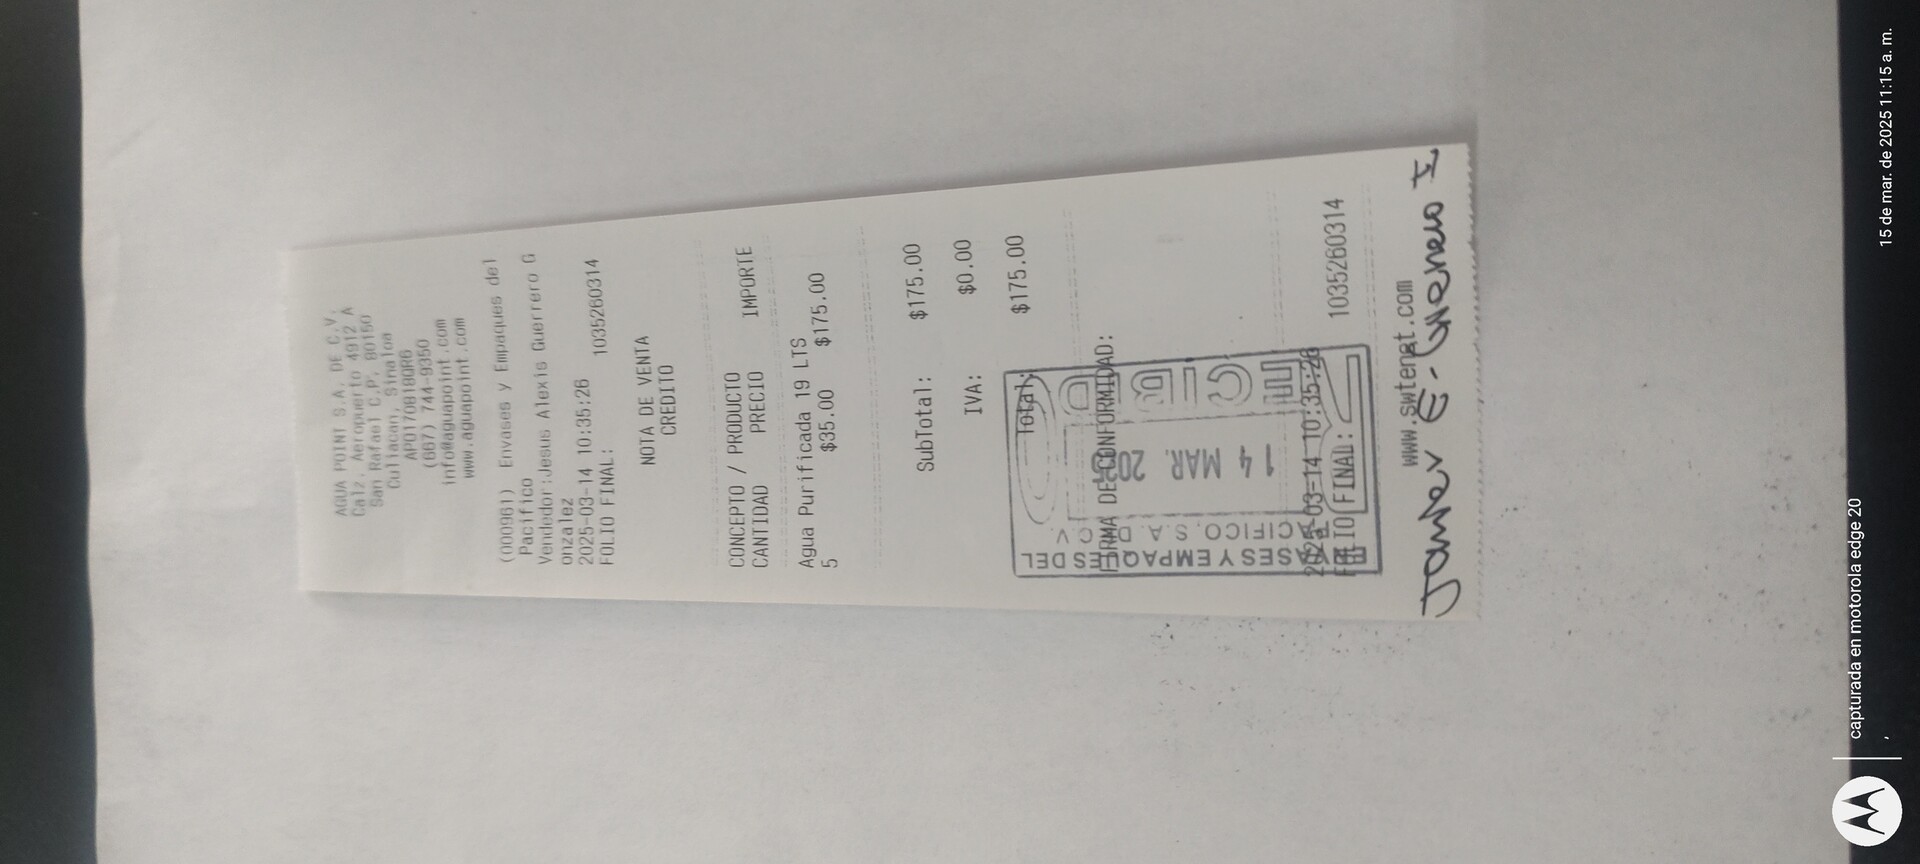 AGUA POINT S.A. DE C.V.
Calz. Aeropuerto 4912 A
San Rafael C.P. 80150
Culiacan, Sinaloa
APO170818QR6
(667) 744-9350
info@aguapoint.com
www.aguapoint.com
(000961) Envases y Empaques del
Pacifico
Vendedor:Jesus Alexis Guerrero G
onzalez
2025-03-14 10:35:26
FOLIO FINAL: 1035260314
NOTA DE VENTA
CREDITO
CONCEPTO / PRODUCTO
CANTIDAD PRECIO IMPORTE
Agua Purificada 19 LTS
5 $35.00 $175.00
SubTotal: $175.00
IVA: $0.00
Total: $175.00
FIRMA DE CONFORMIDAD:
ENVASES Y EMPAQUES DEL
PACIFICO, S.A. DE C.V.
14 MAR. 2025
RECIBIDO
2025-03-14 10:35:26
FOLIO FINAL: 1035260314
www.swtenat.com
15 de mar. de 2025 11:15 a. m.
capturada en motorola edge 20